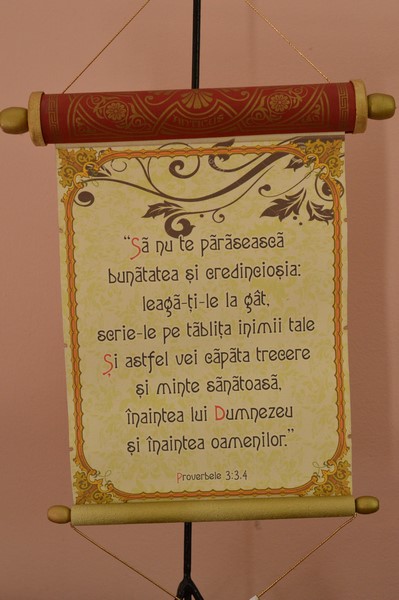 “Să nu te părăsească
bunătatea și credincioșia:
leagă-ți-le la gât,
scrie-le pe tăblița inimii tale
Și astfel vei căpăta trecere
și minte sănătoasă,
înaintea lui Dumnezeu
și înaintea oamenilor.”
Proverbele 3:3.4